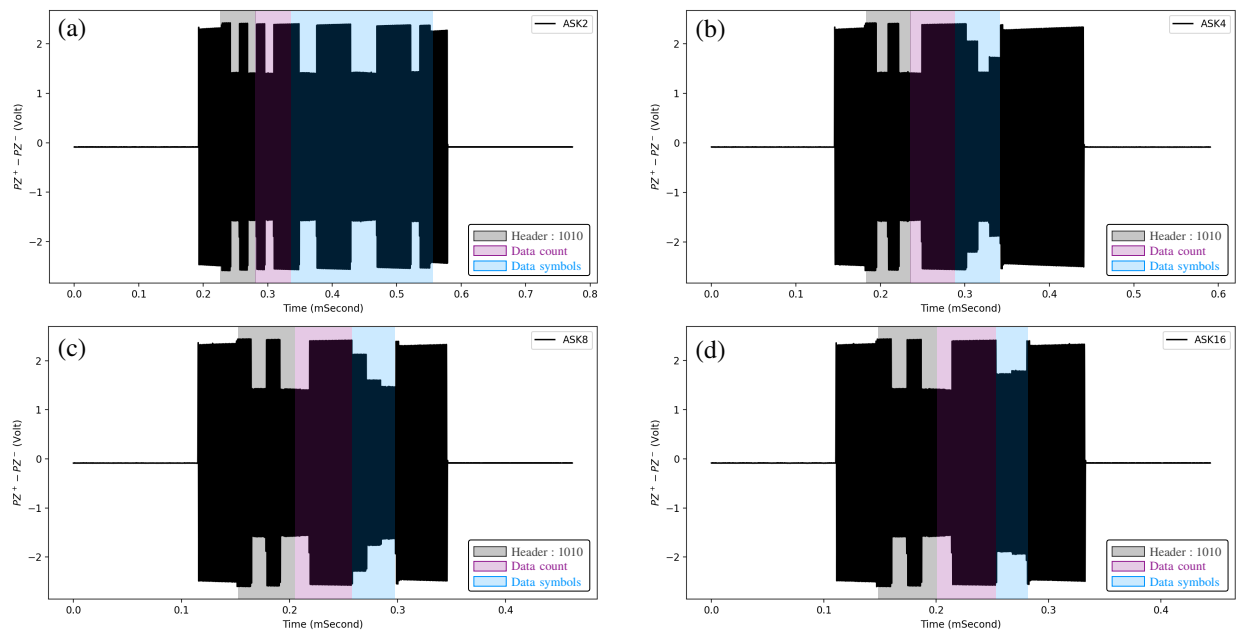 (a)
ASK2
2
1
0
−1
−2
PZ⁺ − PZ⁻ (Volt)
Header : 1010
Data count
Data symbols
0.0 0.1 0.2 0.3 0.4 0.5 0.6 0.7 0.8
Time (mSecond)
(b)
ASK4
2
1
0
−1
−2
PZ⁺ − PZ⁻ (Volt)
Header : 1010
Data count
Data symbols
0.0 0.1 0.2 0.3 0.4 0.5 0.6
Time (mSecond)
(c)
ASK8
2
1
0
−1
−2
PZ⁺ − PZ⁻ (Volt)
Header : 1010
Data count
Data symbols
0.0 0.1 0.2 0.3 0.4
Time (mSecond)
(d)
ASK16
2
1
0
−1
−2
PZ⁺ − PZ⁻ (Volt)
Header : 1010
Data count
Data symbols
0.0 0.1 0.2 0.3 0.4
Time (mSecond)